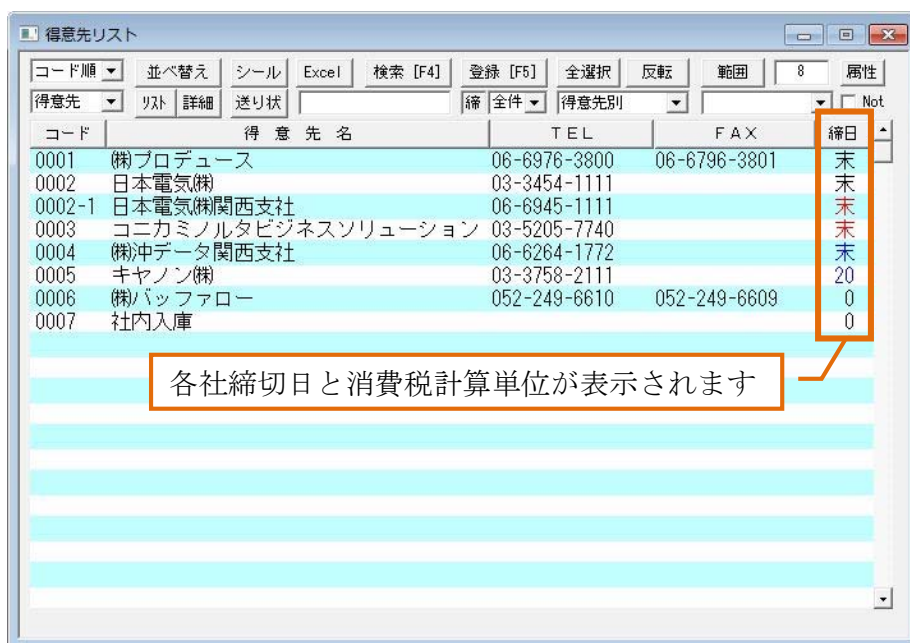 得意先リスト
コード順 並べ替え シール Excel 検索 [F4] 登録 [F5] 全選択 反転 範囲 8 属性
得意先 リスト 詳細 送り状 締 全件 得意先別 Not
コード 得 意 先 名 TEL FAX 締日
0001 ㈱プロデュース 06-6976-3800 06-6796-3801 末
0002 日本電気㈱ 03-3454-1111 末
0002-1 日本電気㈱関西支社 06-6945-1111 末
0003 コニカミノルタビジネスソリューション 03-5205-7740 末
0004 ㈱沖データ関西支社 06-6264-1772 末
0005 キヤノン㈱ 03-3758-2111 20
0006 ㈱バッファロー 052-249-6610 052-249-6609 0
0007 社内入庫 0
各社締切日と消費税計算単位が表示されます